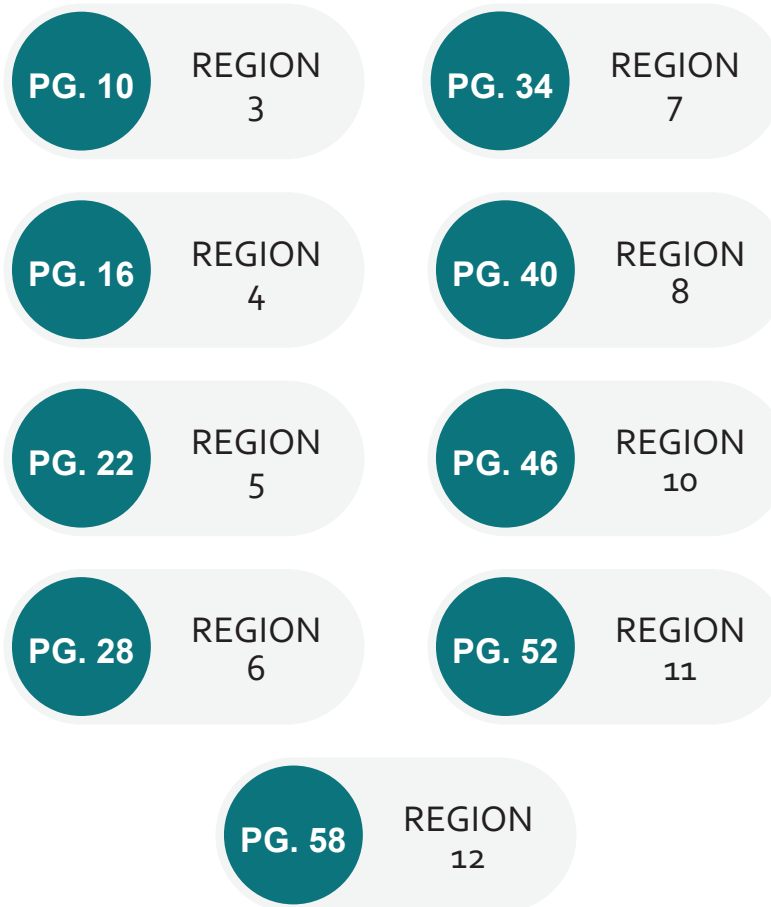 PG. 10
REGION
3
PG. 34
REGION
7
PG. 16
REGION
4
PG. 40
REGION
8
PG. 22
REGION
5
PG. 46
REGION
10
PG. 28
REGION
6
PG. 52
REGION
11
PG. 58
REGION
12